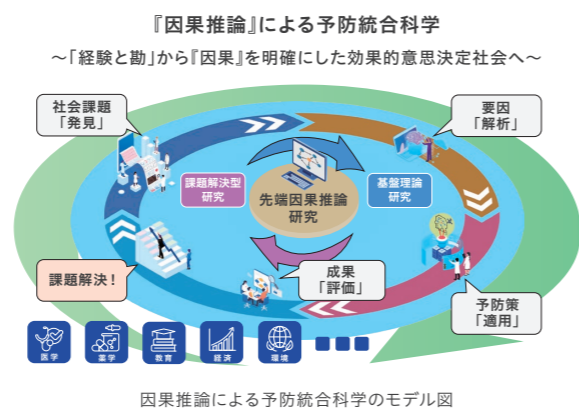 『因果推論』による予防統合科学
～「経験と勘」から『因果』を明確にした効果的意思決定社会へ～
社会課題
「発見」
要因
「解析」
課題解決型
研究
先端因果推論
研究
基盤理論
研究
課題解決！
成果
「評価」
予防策
「適用」
医学
薬学
教育
経済
環境
因果推論による予防統合科学のモデル図